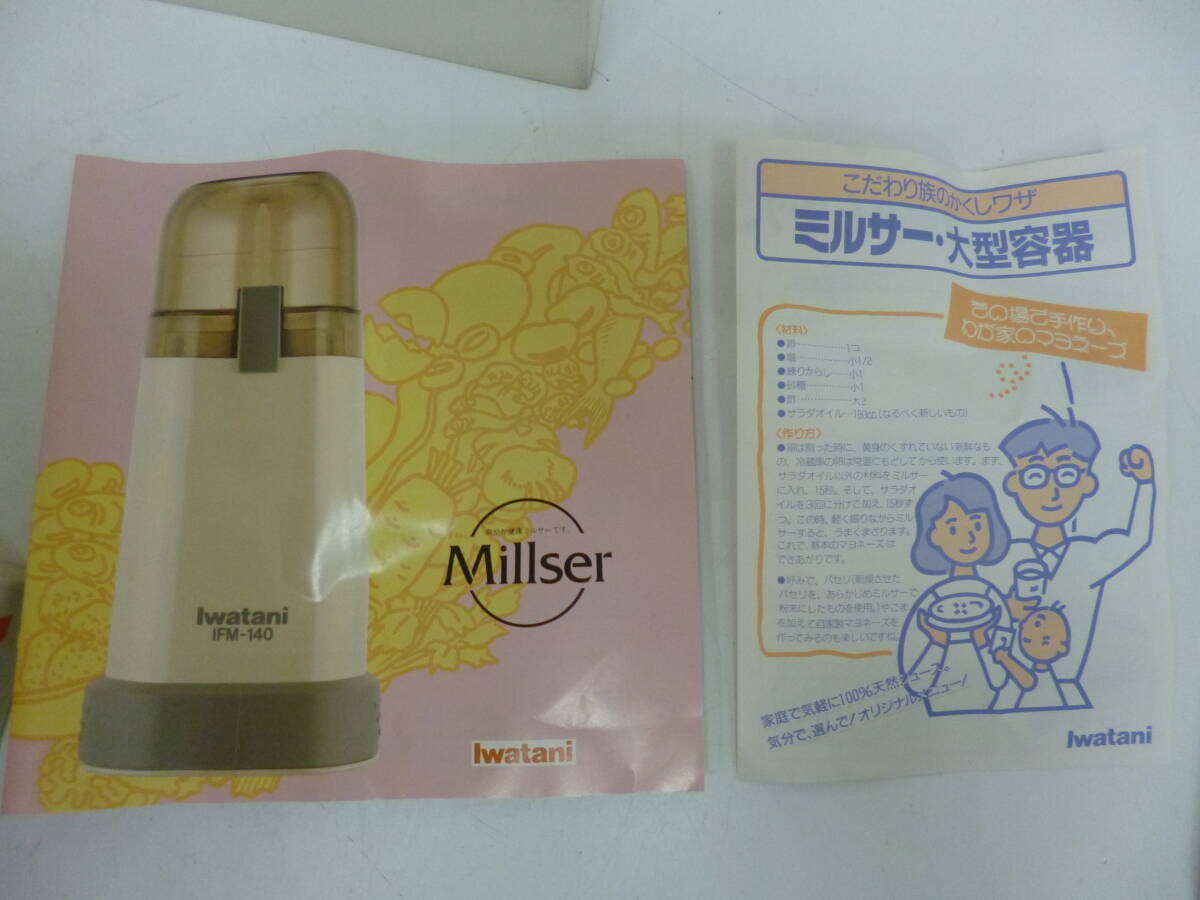 Iwatani
IFM-140
ミルサーです。
Millser
Iwatani
こだわり族のかくしワザ
ミルサー・大型容器
その場で手作り、
わが家のマヨネーズ
〈材料〉
●卵……………1コ
●塩……………小1/2
●練りからし……小1
●砂糖…………小1
●酢……………大2
●サラダオイル…180cc(なるべく新しいもの)
〈作り方〉
●卵は割った時に、黄身のくずれていない新鮮なも
の、冷蔵庫の卵は常温にもどしてから使います。まず、
サラダオイル以外の材料をミルサー
に入れ、15秒。そして、サラダオ
イルを3回に分けて加え、15秒ず
つ。この時、軽く振りながらミル
サーすると、うまくまざります。
これで、基本のマヨネーズは
できあがりです。
●好みで、パセリ(乾燥させた
パセリを、あらかじめミルサーで
粉末にしたものを使用。)やごま
を加えて自家製マヨネーズを
作ってみるのも楽しいですね。
家庭で気軽に100%天然ジュース。
気分で、選んで!オリジナルメニュー!
Iwatani